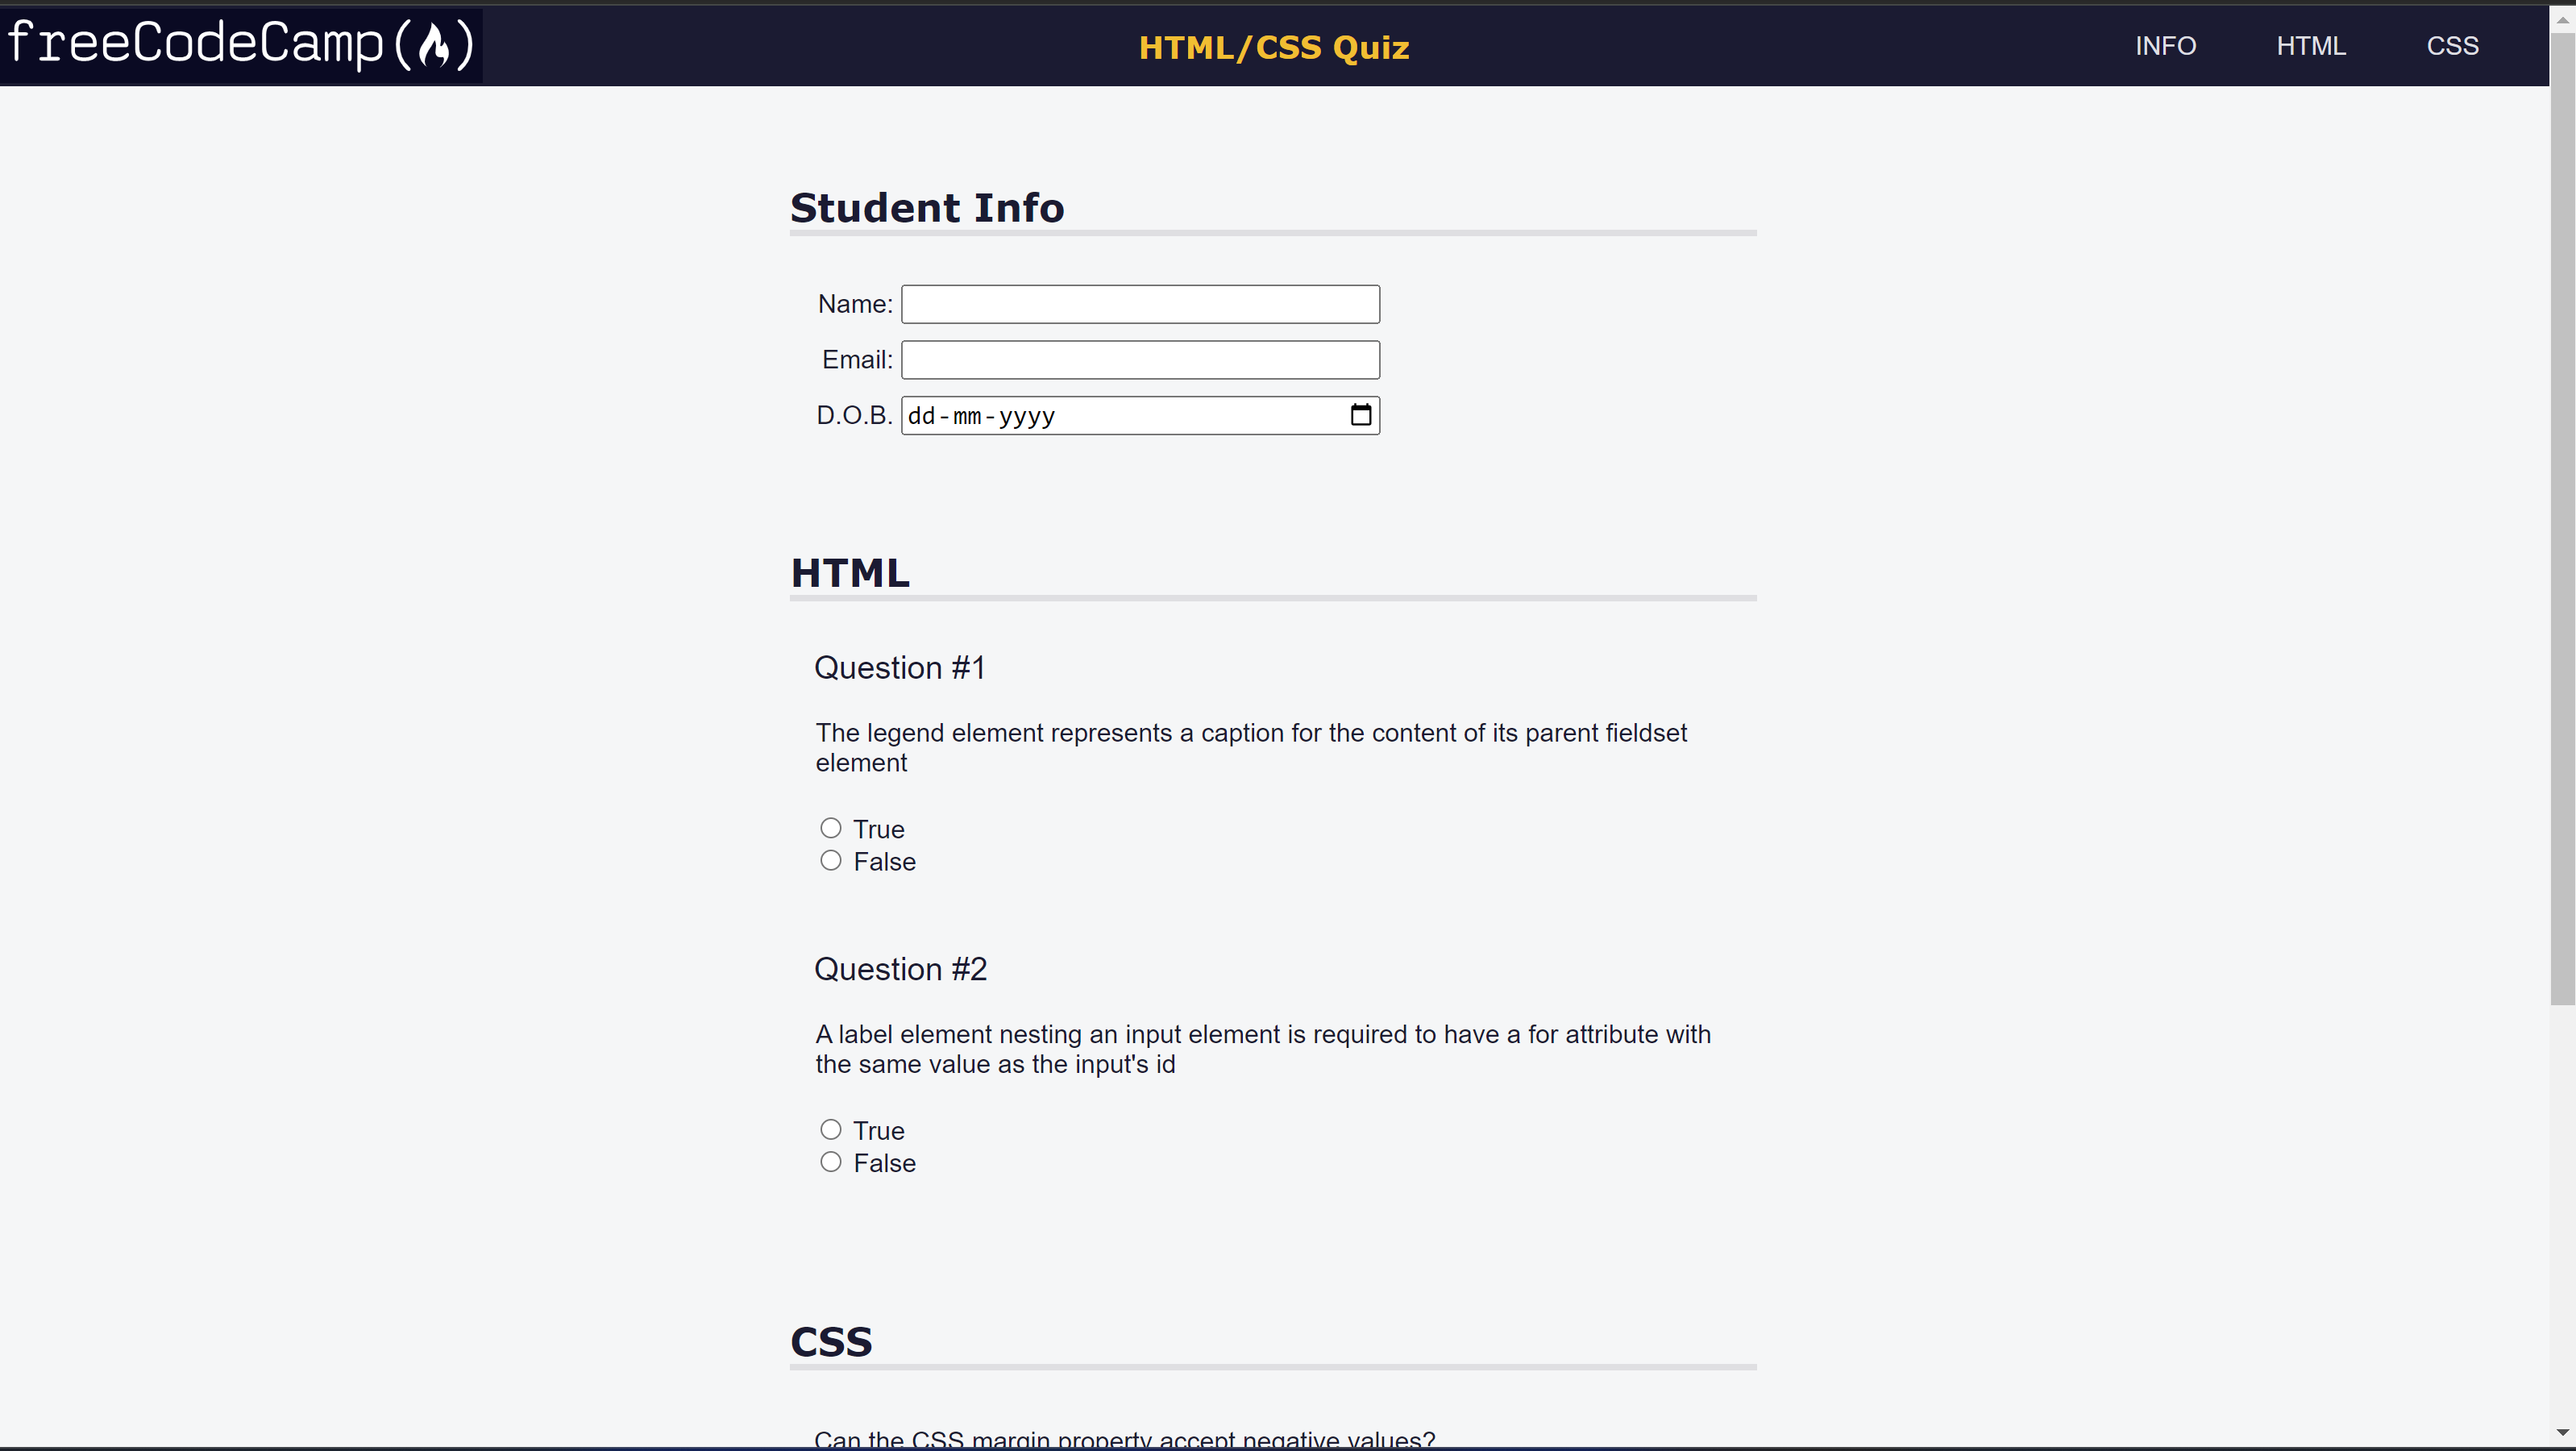 freeCodeCamp(🔥)
HTML/CSS Quiz
INFO
HTML
CSS
Student Info
Name:
Email:
D.O.B. dd-mm-yyyy
HTML
Question #1
The legend element represents a caption for the content of its parent fieldset
element
True
False
Question #2
A label element nesting an input element is required to have a for attribute with
the same value as the input's id
True
False
CSS
Can the CSS margin property accept negative values?